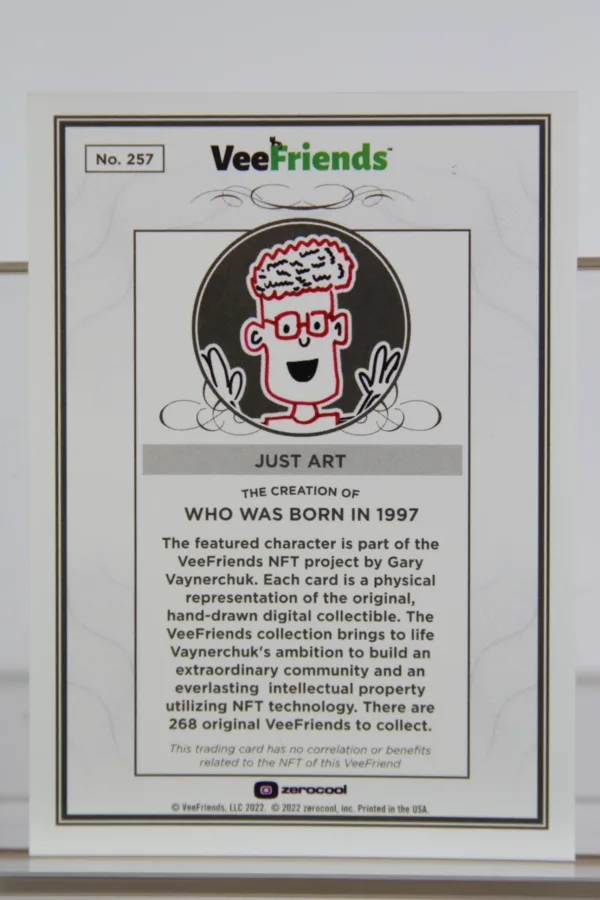 No. 257
VeeFriends™
JUST ART
THE CREATION OF
WHO WAS BORN IN 1997
The featured character is part of the
VeeFriends NFT project by Gary
Vaynerchuk. Each card is a physical
representation of the original,
hand-drawn digital collectible. The
VeeFriends collection brings to life
Vaynerchuk's ambition to build an
extraordinary community and an
everlasting intellectual property
utilizing NFT technology. There are
268 original VeeFriends to collect.
This trading card has no correlation or benefits
related to the NFT of this VeeFriend
zerocool
© VeeFriends, LLC 2022. © 2022 zerocool, Inc. Printed in the USA.